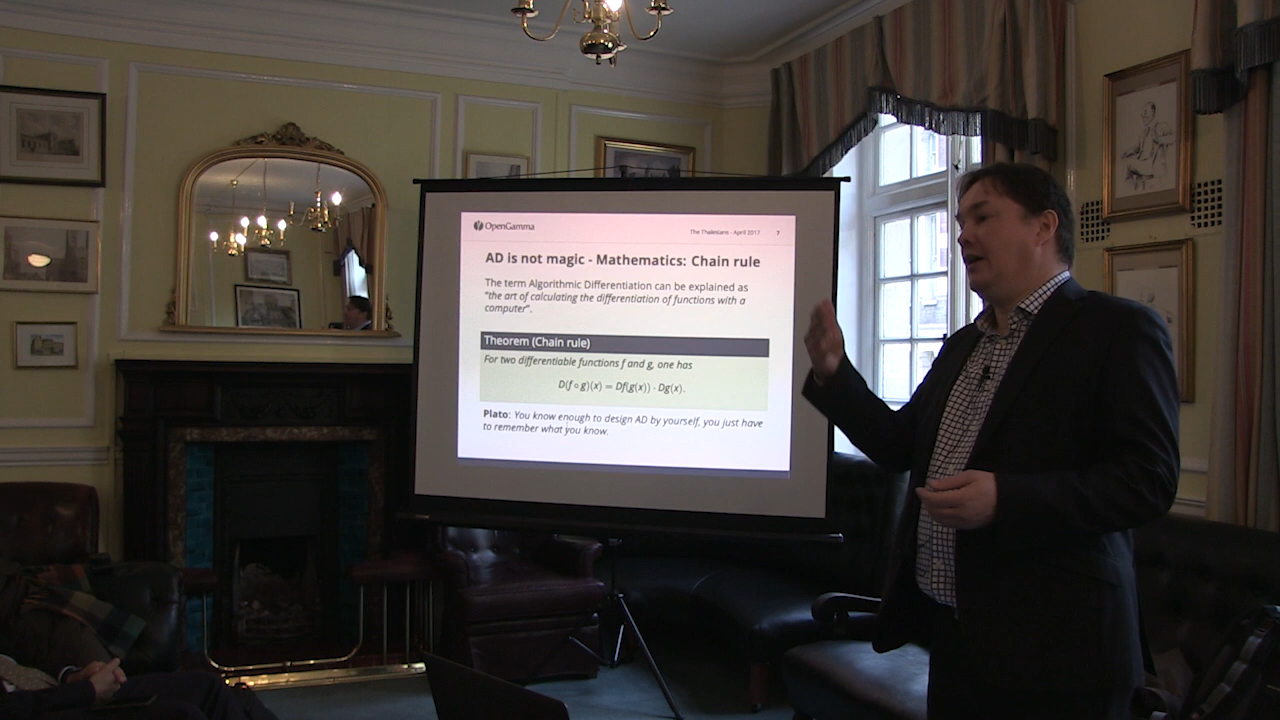 OpenGamma
The Thalesians - April 2017 7
AD is not magic - Mathematics: Chain rule
The term Algorithmic Differentiation can be explained as
"the art of calculating the differentiation of functions with a
computer".
Theorem (Chain rule)
For two differentiable functions f and g, one has
D(f ∘ g)(x) = Df(g(x)) · Dg(x).
Plato: You know enough to design AD by yourself, you just have
to remember what you know.